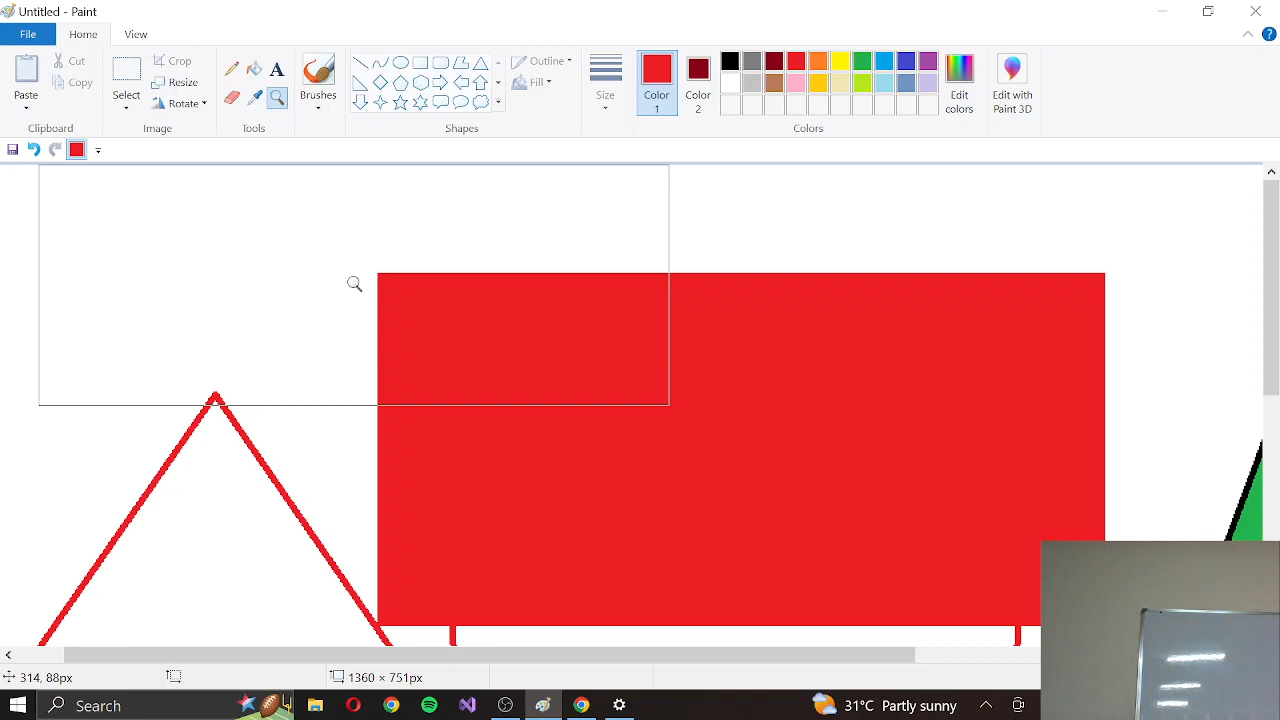 Untitled - Paint
File Home View
Paste Cut Copy
Clipboard
Select Crop Resize Rotate
Image
Tools
Brushes
Shapes
Outline Fill
Size
Color 1 Color 2
Edit colors
Colors
Edit with Paint 3D
314, 88px 1360 × 751px
Search 31°C Partly sunny